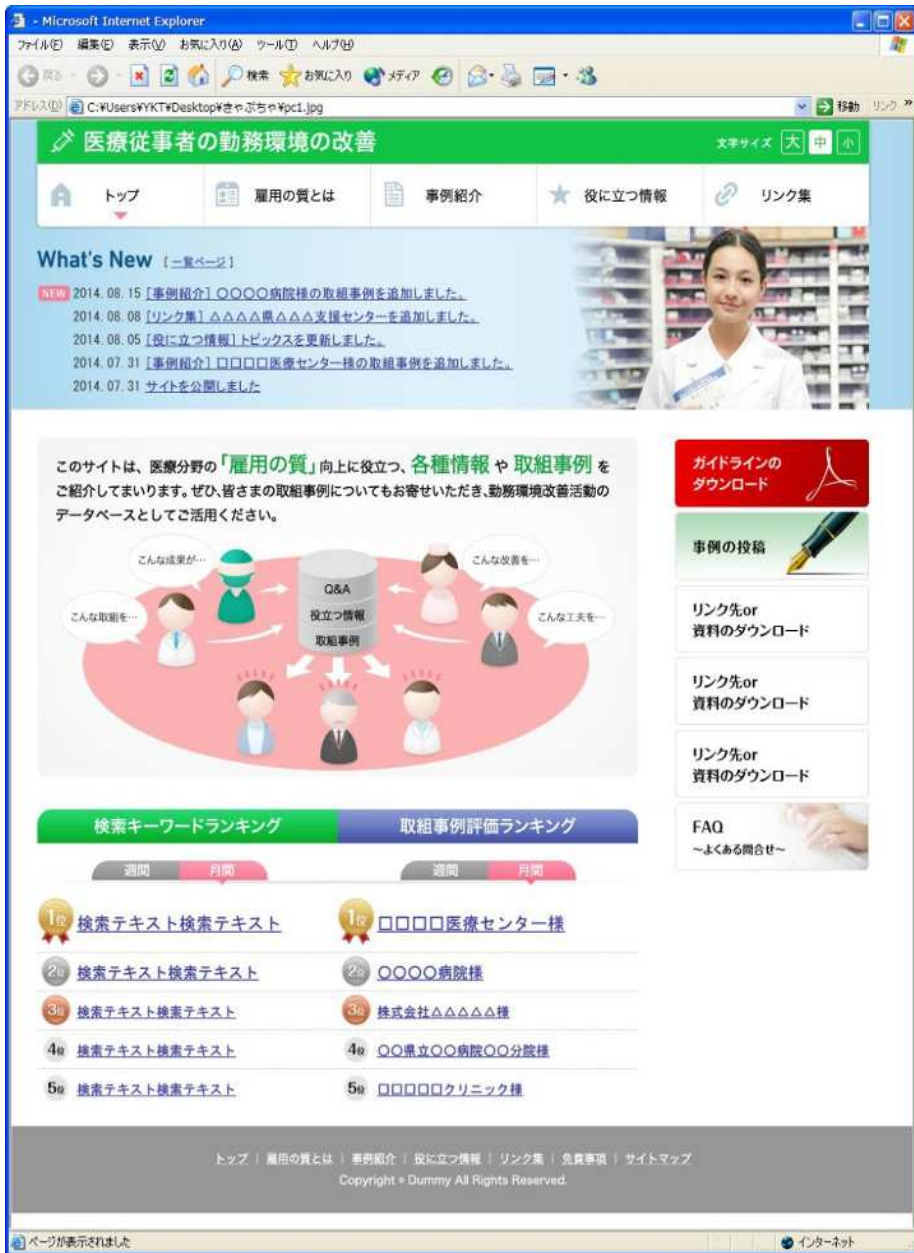 - Microsoft Internet Explorer
ファイル(F) 編集(E) 表示(V) お気に入り(A) ツール(T) ヘルプ(H)
戻る 検索 お気に入り メディア
アドレス(D) C:¥Users¥YKT¥Desktop¥きゃぷちゃ¥pc1.jpg 移動 リンク »
医療従事者の勤務環境の改善 文字サイズ 大 中 小
トップ 雇用の質とは 事例紹介 役に立つ情報 リンク集
What's New [一覧ページ]
NEW 2014. 08. 15 [事例紹介] 〇〇〇〇病院様の取組事例を追加しました。
2014. 08. 08 [リンク集] △△△△県△△△支援センターを追加しました。
2014. 08. 05 [役に立つ情報] トピックスを更新しました。
2014. 07. 31 [事例紹介] 口口口口医療センター様の取組事例を追加しました。
2014. 07. 31 サイトを公開しました
このサイトは、医療分野の「雇用の質」向上に役立つ、各種情報 や 取組事例 を
ご紹介してまいります。ぜひ、皆さまの取組事例についてもお寄せいただき、勤務環境改善活動の
データベースとしてご活用ください。
こんな成果が… こんな改善を…
こんな取組を… こんな工夫を…
Q&A
役立つ情報
取組事例
ガイドラインの
ダウンロード
事例の投稿
リンク先or
資料のダウンロード
リンク先or
資料のダウンロード
リンク先or
資料のダウンロード
FAQ
~よくある問合せ~
検索キーワードランキング 取組事例評価ランキング
週間 月間 週間 月間
1位 検索テキスト検索テキスト 1位 口口口口医療センター様
2位 検索テキスト検索テキスト 2位 〇〇〇〇病院様
3位 検索テキスト検索テキスト 3位 株式会社△△△△△様
4位 検索テキスト検索テキスト 4位 〇〇県立〇〇病院〇〇分院様
5位 検索テキスト検索テキスト 5位 口口口口口クリニック様
トップ | 雇用の質とは | 事例紹介 | 役に立つ情報 | リンク集 | 免責事項 | サイトマップ
Copyright © Dummy All Rights Reserved.
ページが表示されました インターネット